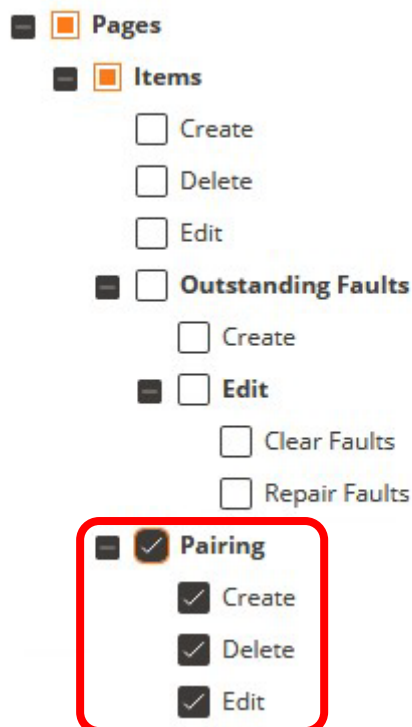 Pages
Items
Create
Delete
Edit
Outstanding Faults
Create
Edit
Clear Faults
Repair Faults
Pairing
Create
Delete
Edit